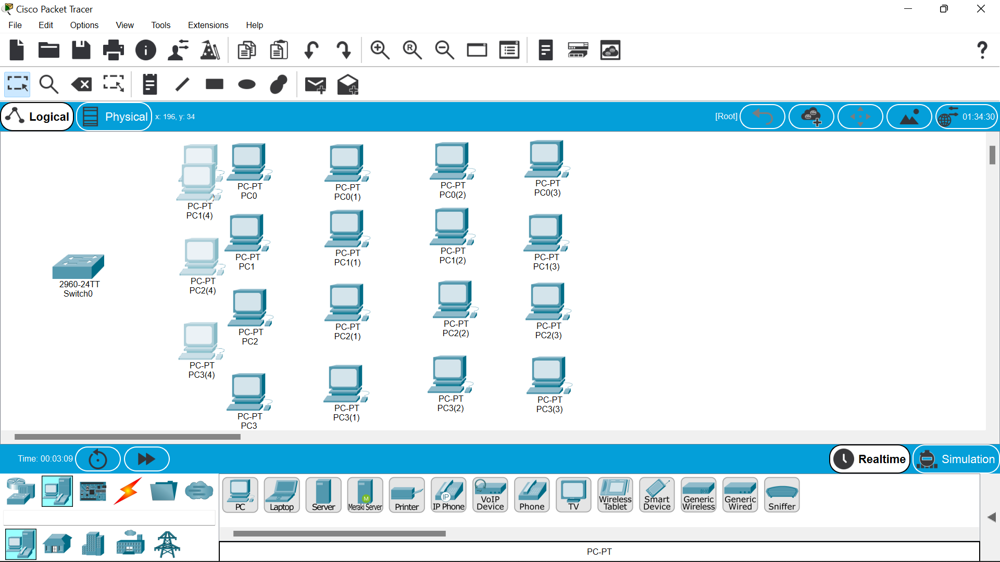 Cisco Packet Tracer
File Edit Options View Tools Extensions Help
Logical Physical x: 196, y: 34 [Root] 01:34:30
PC-PT
PC0
PC-PT
PC0(1)
PC-PT
PC0(2)
PC-PT
PC0(3)
PC-PT
PC1(4)
PC-PT
PC1
PC-PT
PC1(1)
PC-PT
PC1(2)
PC-PT
PC1(3)
2960-24TT
Switch0
PC-PT
PC2(4)
PC-PT
PC2
PC-PT
PC2(1)
PC-PT
PC2(2)
PC-PT
PC2(3)
PC-PT
PC3(4)
PC-PT
PC3
PC-PT
PC3(1)
PC-PT
PC3(2)
PC-PT
PC3(3)
Time: 00:03:09 Realtime Simulation
PC
Laptop
Server
M
Meraki Server
Printer
IP
IP Phone
VoIP
Device
Phone
TV
Wireless
Tablet
Smart
Device
Generic
Wireless
Generic
Wired
Sniffer
PC-PT